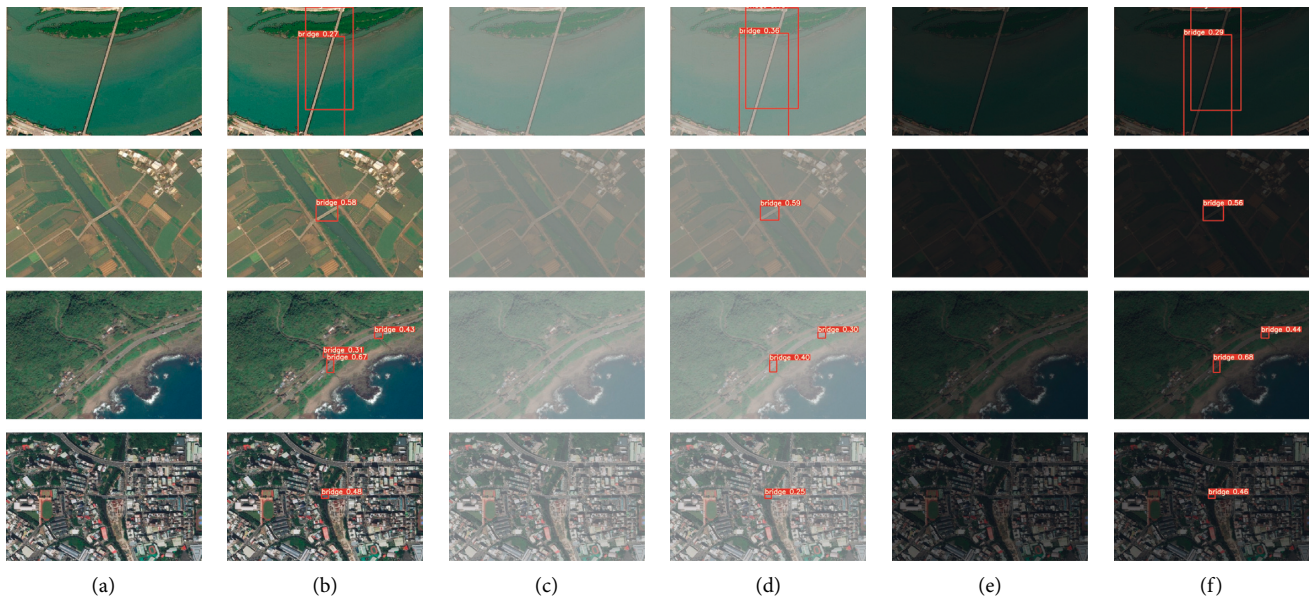 bridge 0.27
bridge 0.36
bridge 0.29
bridge 0.58
bridge 0.59
bridge 0.56
bridge 0.43
bridge 0.31
bridge 0.67
bridge 0.30
bridge 0.40
bridge 0.44
bridge 0.68
bridge 0.48
bridge 0.25
bridge 0.46
(a)
(b)
(c)
(d)
(e)
(f)